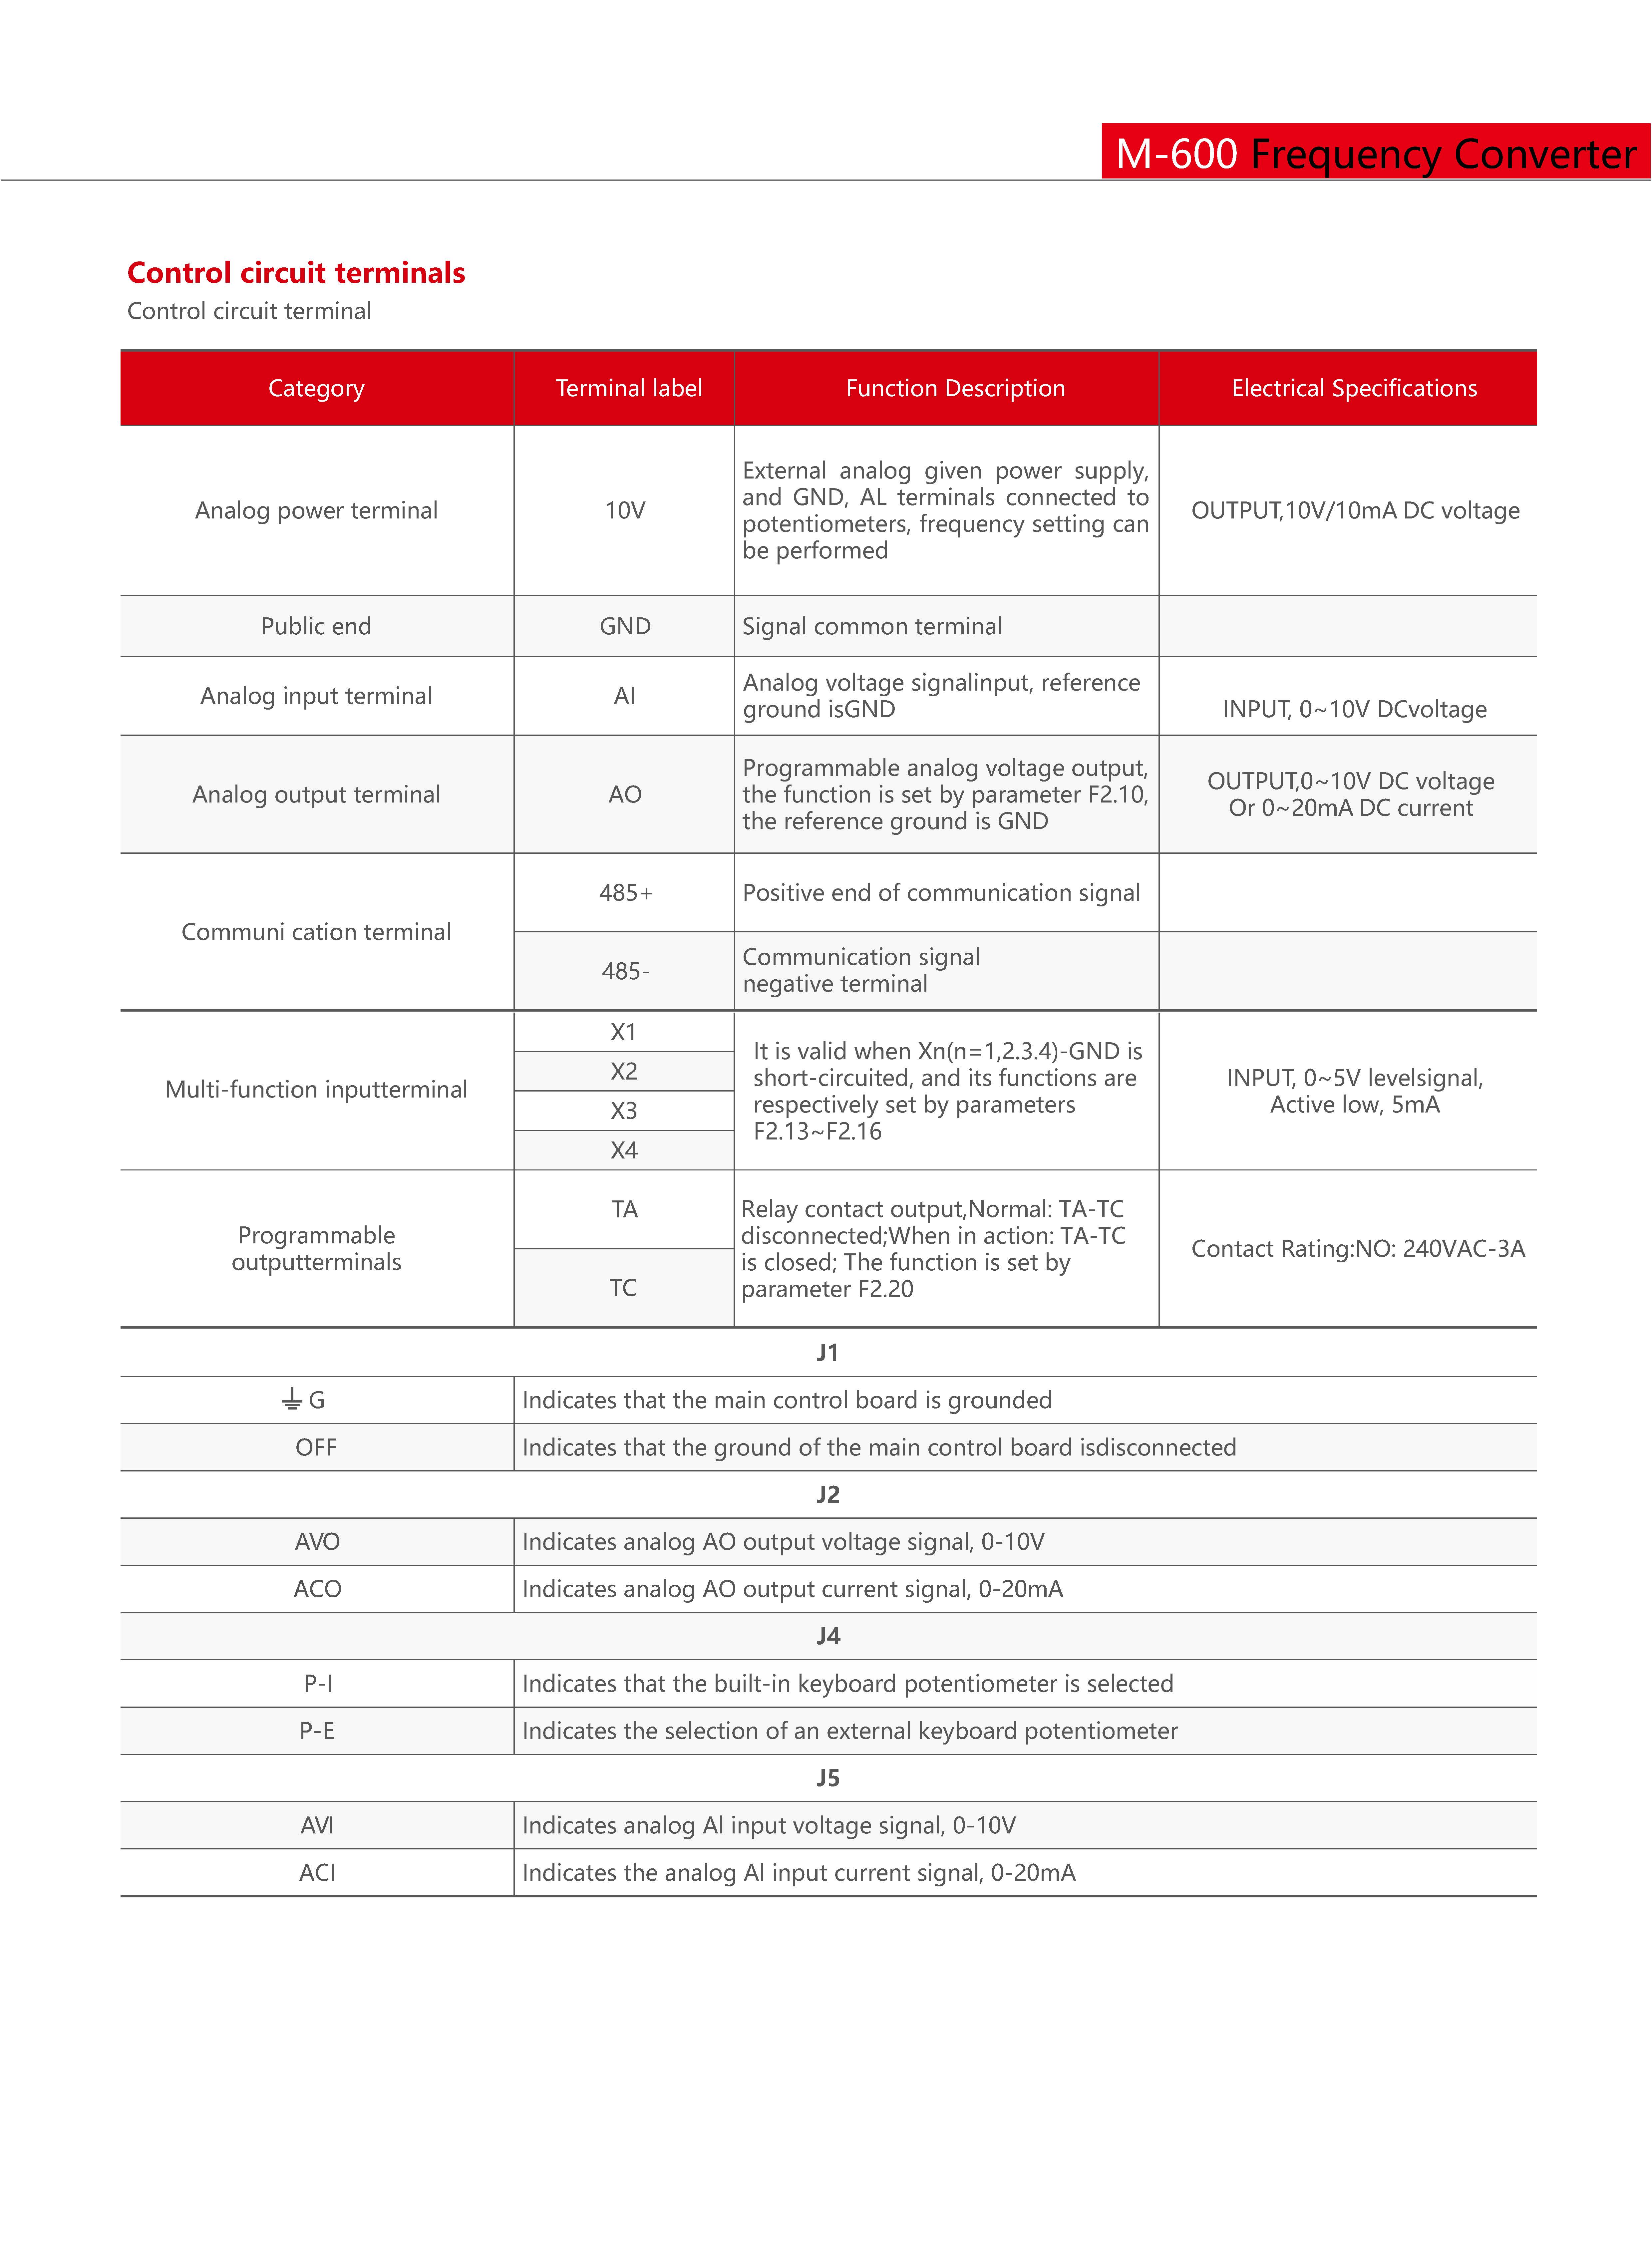 M-600 Frequency Converter
Control circuit terminals
Control circuit terminal
Category Terminal label Function Description Electrical Specifications
Analog power terminal
10V
External analog given power supply,
and GND, AL terminals connected to
potentiometers, frequency setting can
be performed
OUTPUT,10V/10mA DC voltage
Public end
GND
Signal common terminal
Analog input terminal
AI
Analog voltage signalinput, reference
ground isGND
INPUT, 0~10V DCvoltage
Analog output terminal
AO
Programmable analog voltage output,
the function is set by parameter F2.10,
the reference ground is GND
OUTPUT,0~10V DC voltage
Or 0~20mA DC current
Communi cation terminal
485+
Positive end of communication signal
485-
Communication signal
negative terminal
Multi-function inputterminal
X1
X2
X3
X4
It is valid when Xn(n=1,2.3.4)-GND is
short-circuited, and its functions are
respectively set by parameters
F2.13~F2.16
INPUT, 0~5V levelsignal,
Active low, 5mA
Programmable
outputterminals
TA
TC
Relay contact output,Normal: TA-TC
disconnected;When in action: TA-TC
is closed; The function is set by
parameter F2.20
Contact Rating:NO: 240VAC-3A
J1
⏚ G Indicates that the main control board is grounded
OFF Indicates that the ground of the main control board isdisconnected
J2
AVO Indicates analog AO output voltage signal, 0-10V
ACO Indicates analog AO output current signal, 0-20mA
J4
P-I Indicates that the built-in keyboard potentiometer is selected
P-E Indicates the selection of an external keyboard potentiometer
J5
AVI Indicates analog Al input voltage signal, 0-10V
ACI Indicates the analog Al input current signal, 0-20mA